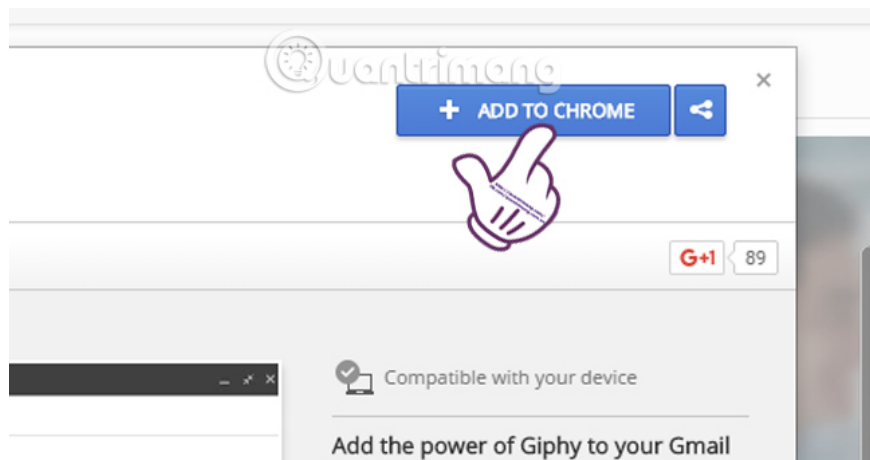 Quantrimang
+ ADD TO CHROME
G+1 89
Compatible with your device
Add the power of Giphy to your Gmail